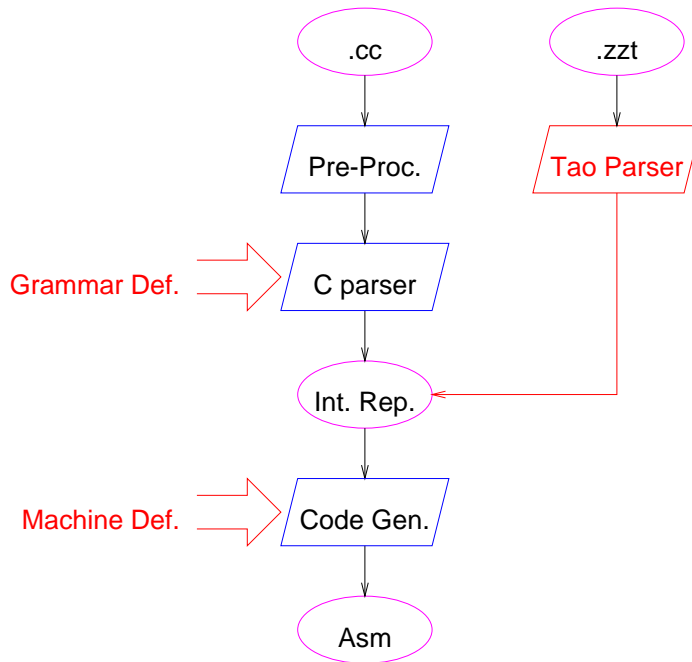 .cc
.zzt
Pre-Proc.
Tao Parser
Grammar Def.
C parser
Int. Rep.
Machine Def.
Code Gen.
Asm